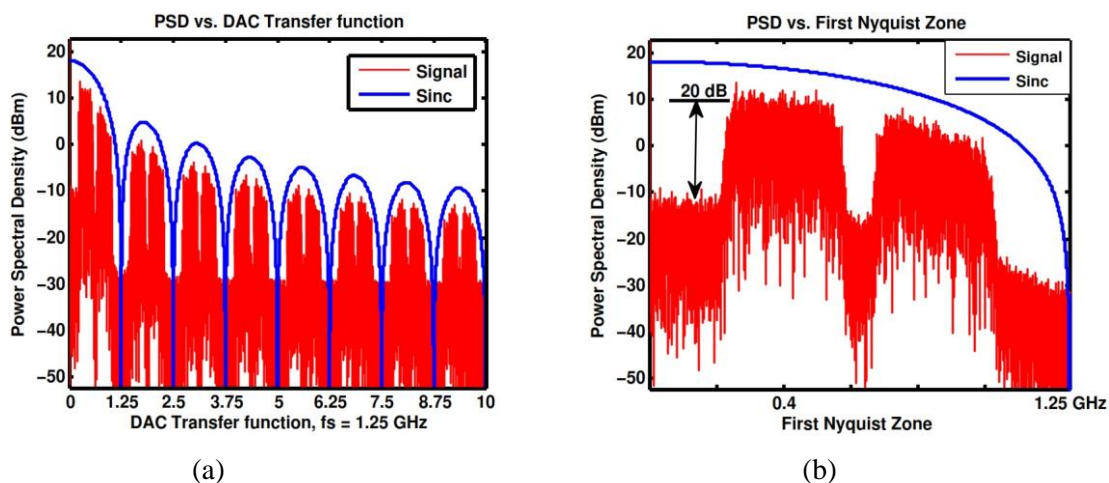 PSD vs. DAC Transfer function
Power Spectral Density (dBm)
20
10
0
−10
−20
−30
−40
−50
Signal
Sinc
0 1.25 2.5 3.75 5 6.25 7.5 8.75 10
DAC Transfer function, fs = 1.25 GHz
(a)
PSD vs. First Nyquist Zone
Power Spectral Density (dBm)
20
10
0
−10
−20
−30
−40
−50
20 dB
Signal
Sinc
0.4 1.25 GHz
First Nyquist Zone
(b)